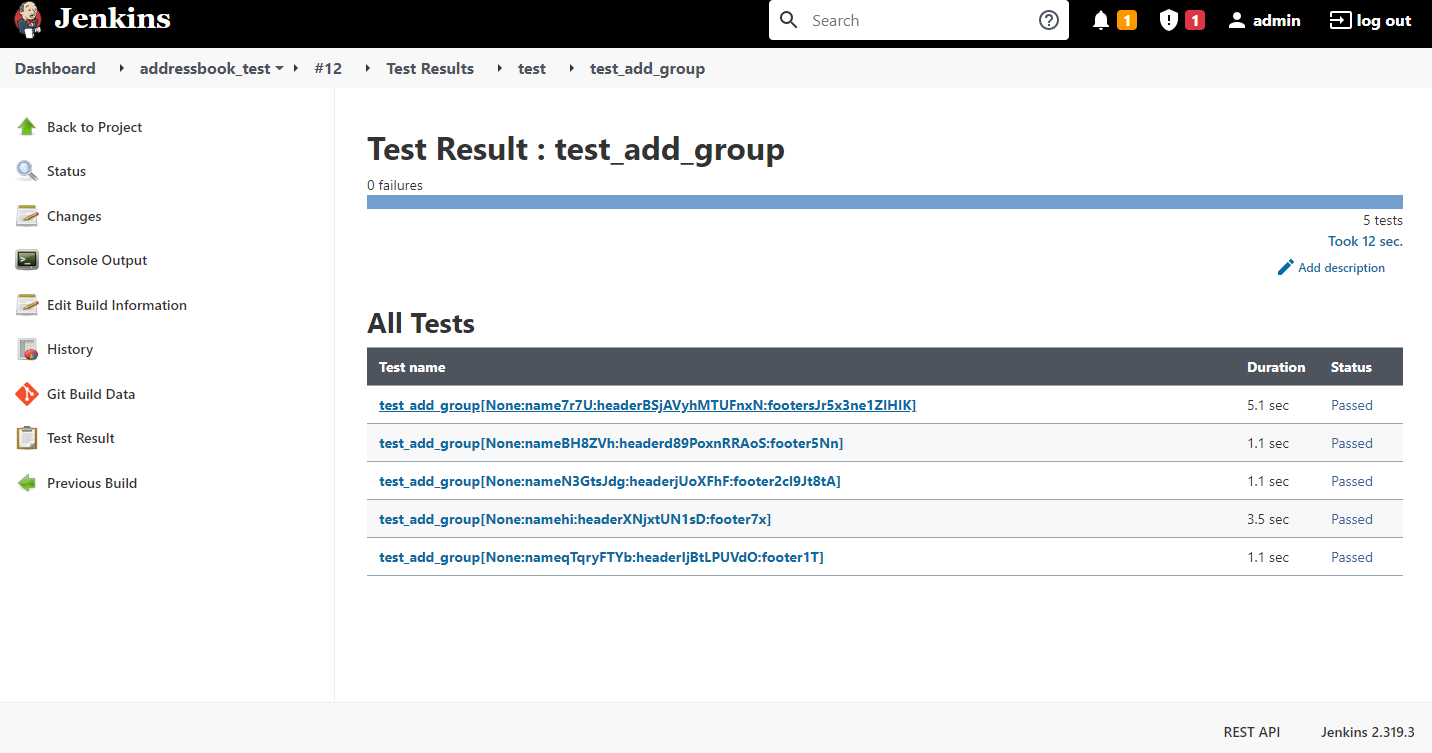 Jenkins
Search
1
1
admin
log out
Dashboard addressbook_test #12 Test Results test test_add_group
Back to Project
Status
Changes
Console Output
Edit Build Information
History
Git Build Data
Test Result
Previous Build
Test Result : test_add_group
0 failures
5 tests
Took 12 sec.
Add description
All Tests
Test name Duration Status
test_add_group[None:name7r7U:headerBSjAVyhMTUFnxN:footersJr5x3ne1ZlHIK] 5.1 sec Passed
test_add_group[None:nameBH8ZVh:headerd89PoxnRRAoS:footer5Nn] 1.1 sec Passed
test_add_group[None:nameN3GtsJdg:headerjUoXFhF:footer2cl9Jt8tA] 1.1 sec Passed
test_add_group[None:namehi:headerXNjxtUN1sD:footer7x] 3.5 sec Passed
test_add_group[None:nameqTqryFTYb:headerIjBtLPUVdO:footer1T] 1.1 sec Passed
REST API
Jenkins 2.319.3